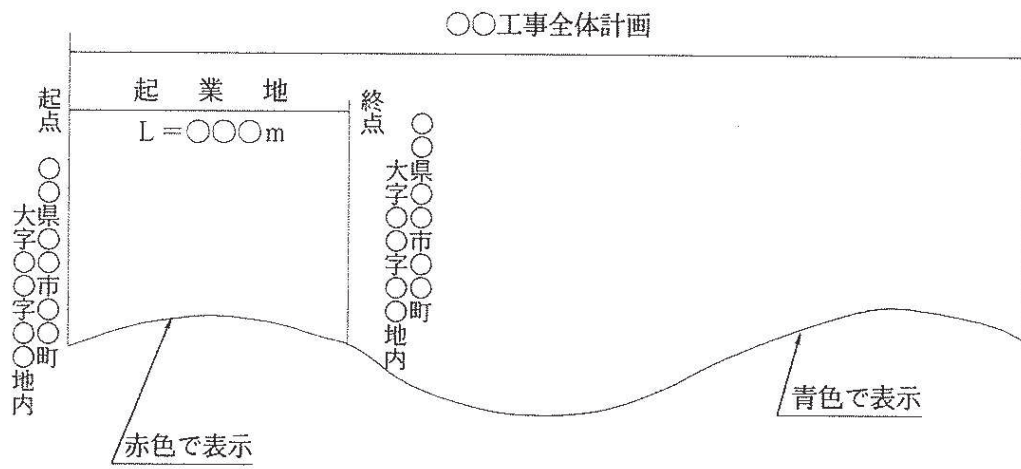 ○○工事全体計画
起業地
L=○○○m
起点
○○県○○市○○町
大字○○字○○地内
終点
○○県○○市○○町
大字○○字○○地内
赤色で表示
青色で表示